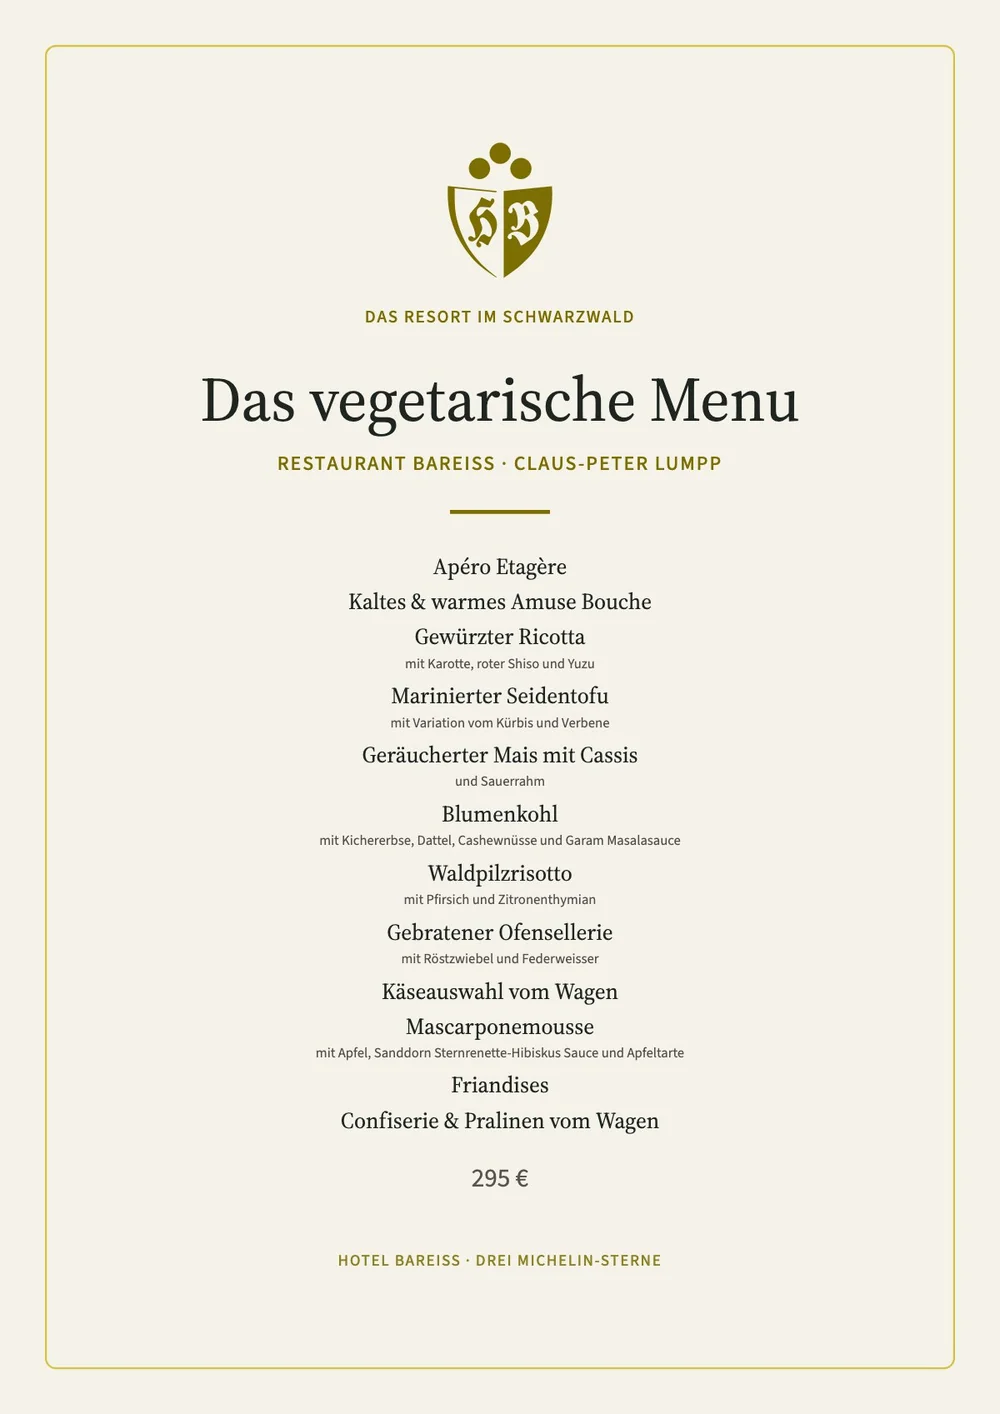 HB
DAS RESORT IM SCHWARZWALD
Das vegetarische Menu
RESTAURANT BAREISS · CLAUS-PETER LUMPP
Apéro Etagère
Kaltes & warmes Amuse Bouche
Gewürzter Ricotta
mit Karotte, roter Shiso und Yuzu
Marinierter Seidentofu
mit Variation vom Kürbis und Verbene
Geräucherter Mais mit Cassis
und Sauerrahm
Blumenkohl
mit Kichererbse, Dattel, Cashewnüsse und Garam Masalasauce
Waldpilzrisotto
mit Pfirsich und Zitronenthymian
Gebratener Ofensellerie
mit Röstzwiebel und Federweisser
Käseauswahl vom Wagen
Mascarponemousse
mit Apfel, Sanddorn Sternrenette-Hibiskus Sauce und Apfeltarte
Friandises
Confiserie & Pralinen vom Wagen
295 €
HOTEL BAREISS · DREI MICHELIN-STERNE